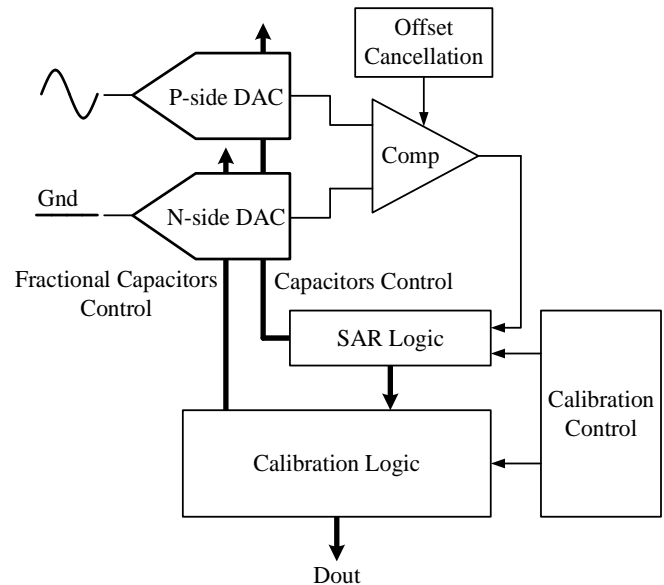 Offset
Cancellation
P-side DAC
Comp
Gnd
N-side DAC
Fractional Capacitors
Control
Capacitors Control
SAR Logic
Calibration
Control
Calibration Logic
Dout